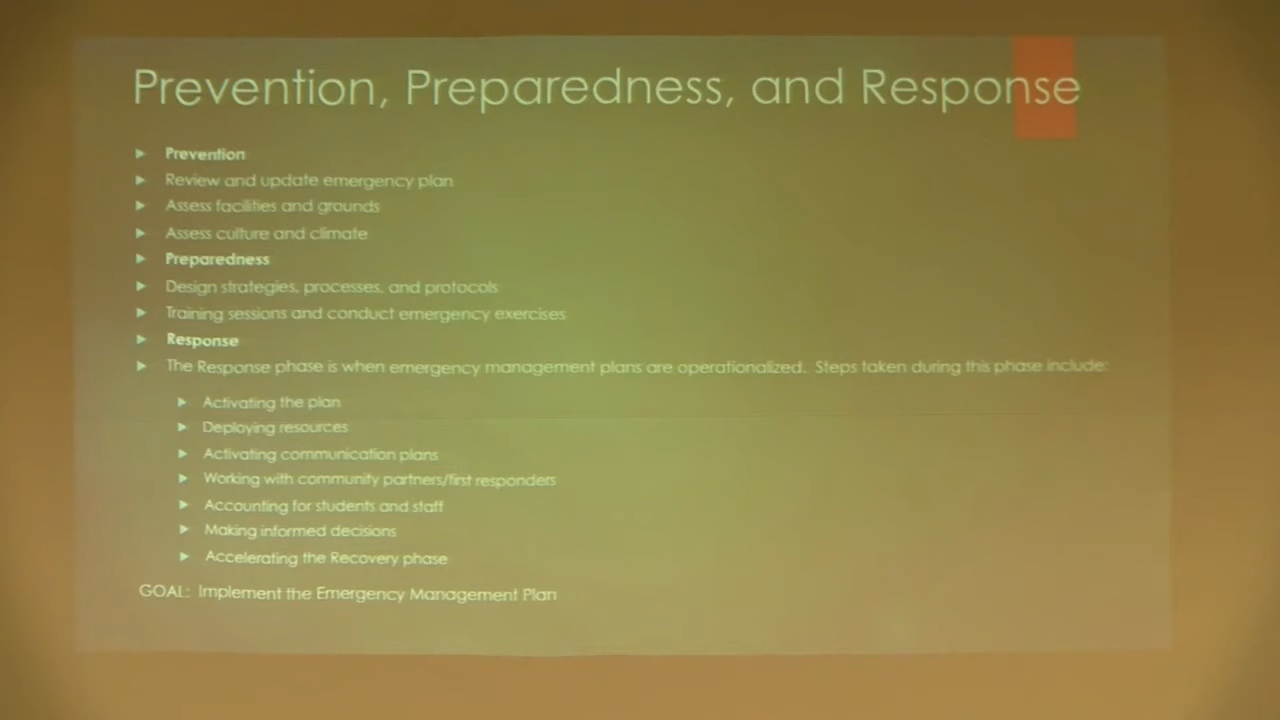 Prevention, Preparedness, and Response
Prevention
Review and update emergency plan
Assess facilities and grounds
Assess culture and climate
Preparedness
Design strategies, processes, and protocols
Training sessions and conduct emergency exercises
Response
The Response phase is when emergency management plans are operationalized. Steps taken during this phase include:
Activating the plan
Deploying resources
Activating communication plans
Working with community partners/first responders
Accounting for students and staff
Making informed decisions
Accelerating the Recovery phase
GOAL: Implement the Emergency Management Plan